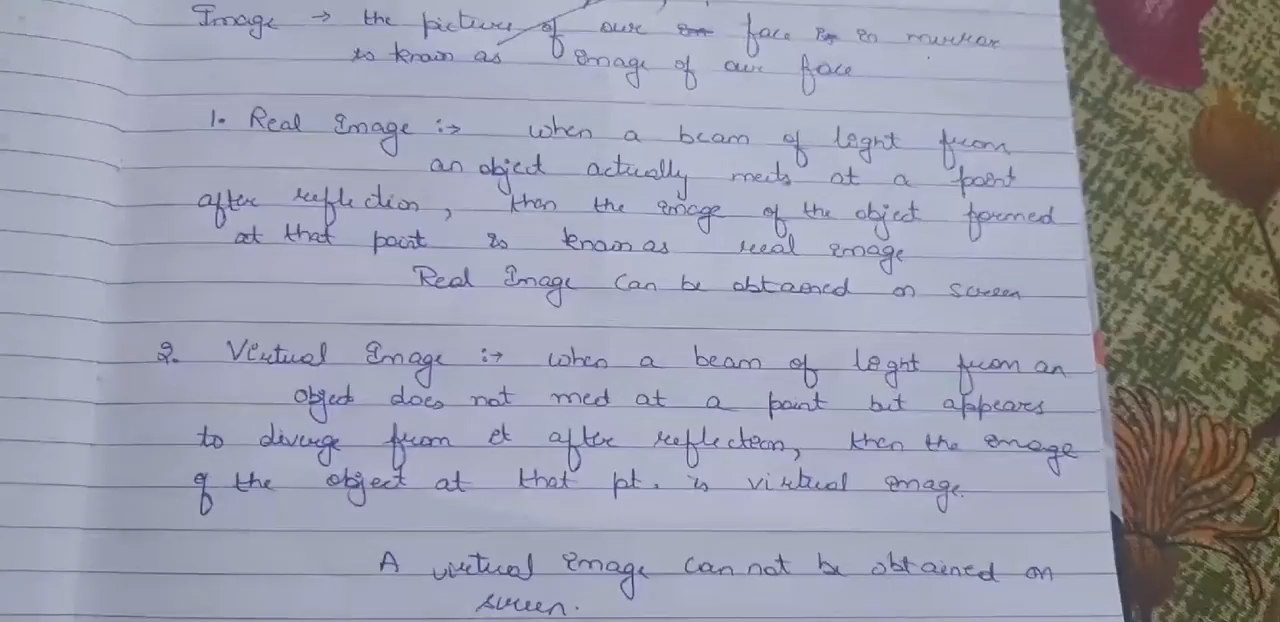 Image → the picture of our face is in mirror
is known as image of our face
1. Real Image :→ when a beam of light from
an object actually meets at a point
after reflection, then the image of the object formed
at that point is known as real image
Real Image can be obtained on screen
2. Virtual Image :→ when a beam of light from an
object does not meet at a point but appears
to diverge from it after reflection, then the image
of the object at that pt. is virtual image.
A virtual image can not be obtained on
screen.